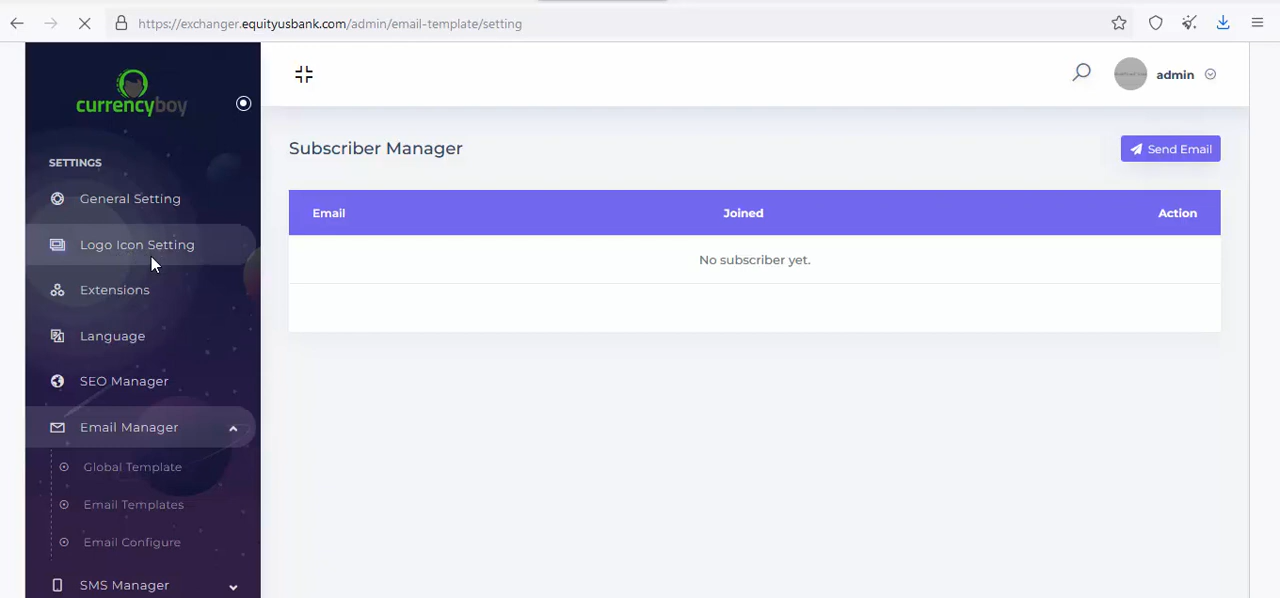 https://exchanger.equityusbank.com/admin/email-template/setting
currencyboy
admin
SETTINGS
General Setting
Logo Icon Setting
Extensions
Language
SEO Manager
Email Manager
Global Template
Email Templates
Email Configure
SMS Manager
Subscriber Manager
Send Email
Email Joined Action
No subscriber yet.